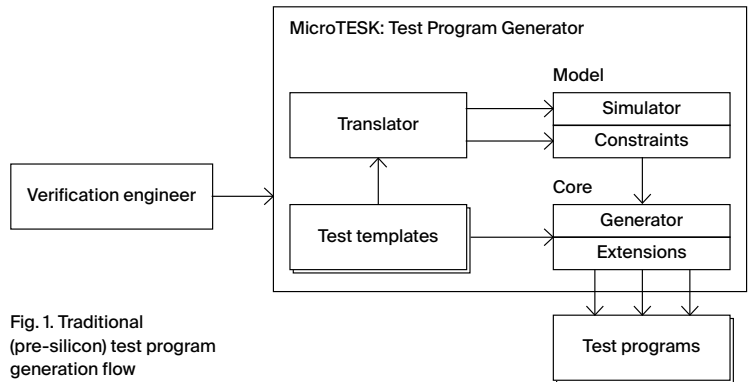 MicroTESK: Test Program Generator
Model
Translator
Simulator
Constraints
Verification engineer
Core
Test templates
Generator
Extensions
Fig. 1. Traditional
(pre-silicon) test program
generation flow
Test programs